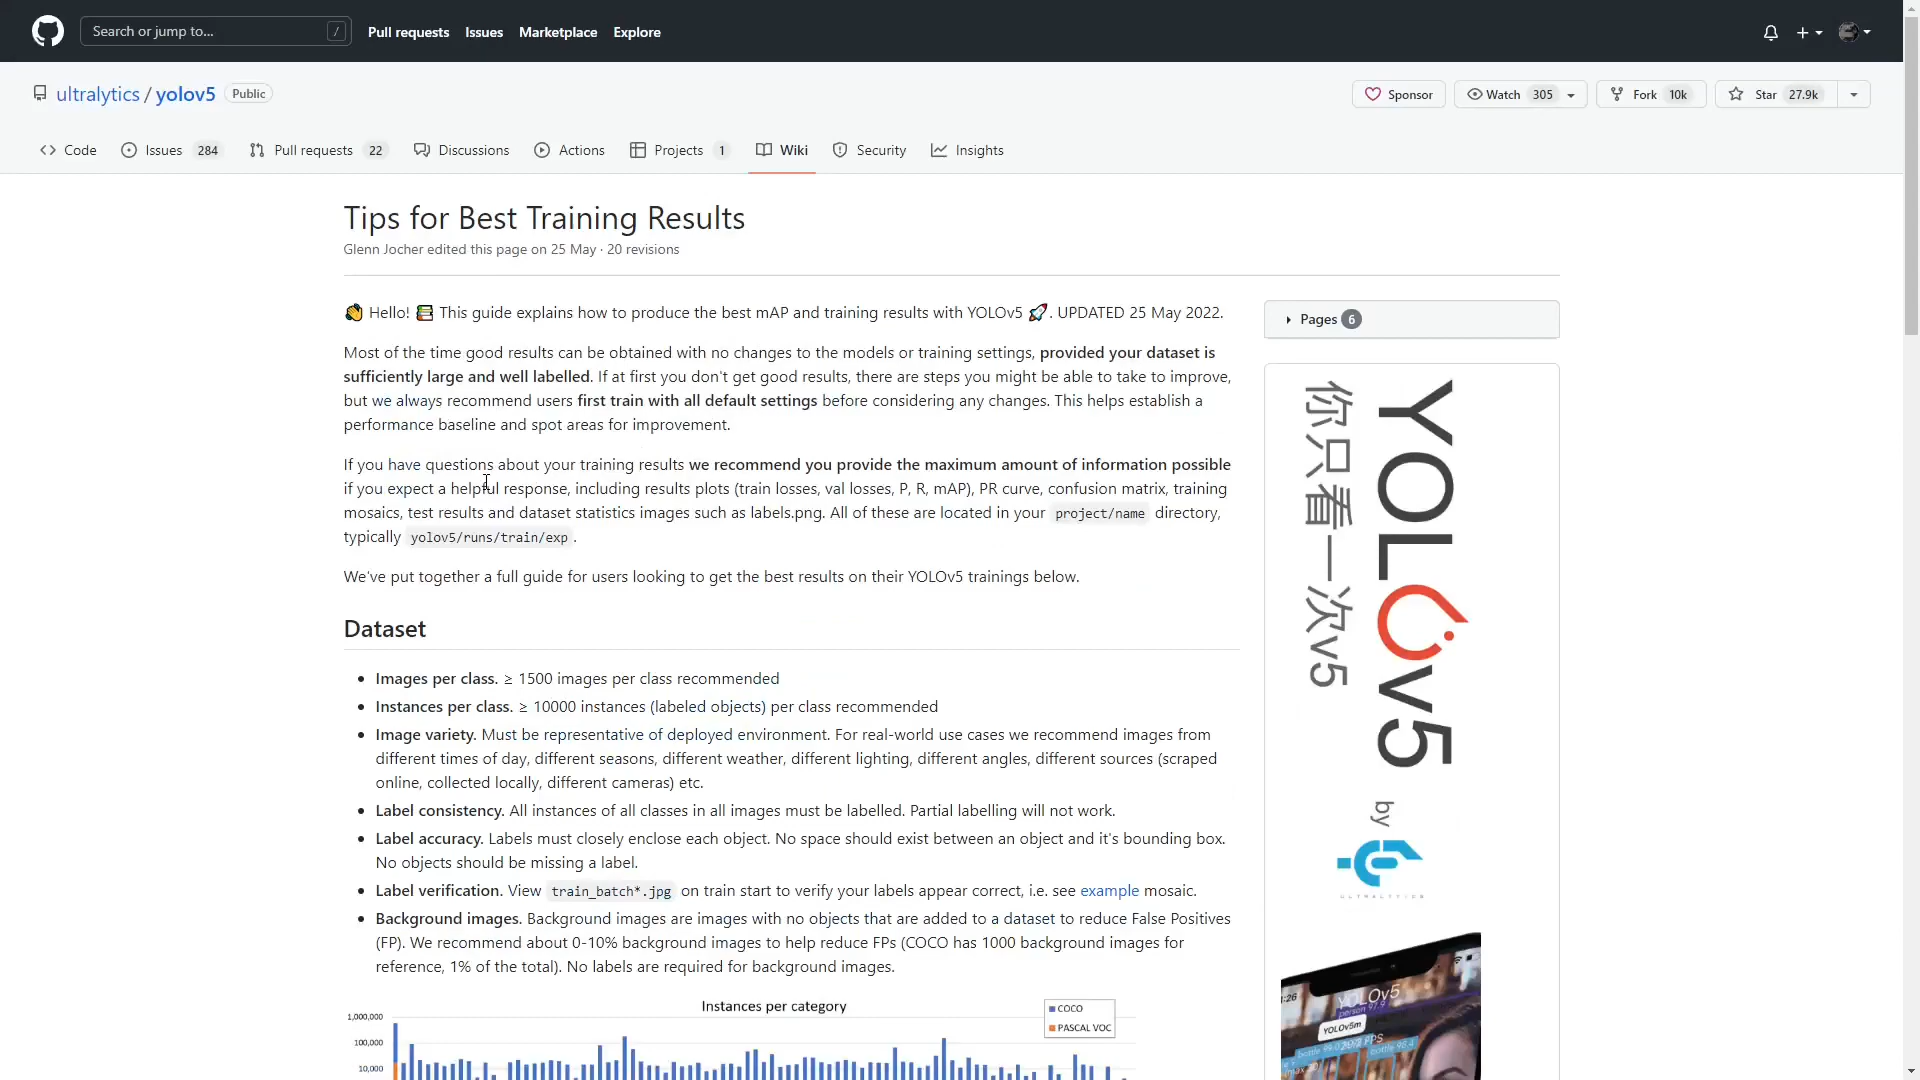 Search or jump to... /
Pull requests Issues Marketplace Explore
ultralytics / yolov5 Public
Sponsor Watch 305 Fork 10k Star 27.9k
Code Issues 284 Pull requests 22 Discussions Actions Projects 1 Wiki Security Insights
Tips for Best Training Results
Glenn Jocher edited this page on 25 May · 20 revisions
👋 Hello! 📚 This guide explains how to produce the best mAP and training results with YOLOv5 🚀. UPDATED 25 May 2022.
Most of the time good results can be obtained with no changes to the models or training settings, provided your dataset is
sufficiently large and well labelled. If at first you don't get good results, there are steps you might be able to take to improve,
but we always recommend users first train with all default settings before considering any changes. This helps establish a
performance baseline and spot areas for improvement.
If you have questions about your training results we recommend you provide the maximum amount of information possible
if you expect a helpful response, including results plots (train losses, val losses, P, R, mAP), PR curve, confusion matrix, training
mosaics, test results and dataset statistics images such as labels.png. All of these are located in your project/name directory,
typically yolov5/runs/train/exp .
We've put together a full guide for users looking to get the best results on their YOLOv5 trainings below.
Dataset
• Images per class. ≥ 1500 images per class recommended
• Instances per class. ≥ 10000 instances (labeled objects) per class recommended
• Image variety. Must be representative of deployed environment. For real-world use cases we recommend images from
different times of day, different seasons, different weather, different lighting, different angles, different sources (scraped
online, collected locally, different cameras) etc.
• Label consistency. All instances of all classes in all images must be labelled. Partial labelling will not work.
• Label accuracy. Labels must closely enclose each object. No space should exist between an object and it's bounding box.
No objects should be missing a label.
• Label verification. View train_batch*.jpg on train start to verify your labels appear correct, i.e. see example mosaic.
• Background images. Background images are images with no objects that are added to a dataset to reduce False Positives
(FP). We recommend about 0-10% background images to help reduce FPs (COCO has 1000 background images for
reference, 1% of the total). No labels are required for background images.
Instances per category
COCO
PASCAL VOC
1,000,000
100,000
10,000
Pages 6
YOLOv5
你只看一次v5
by
ULTRALYTICS
1:26
YOLOv5
YOLOv5m